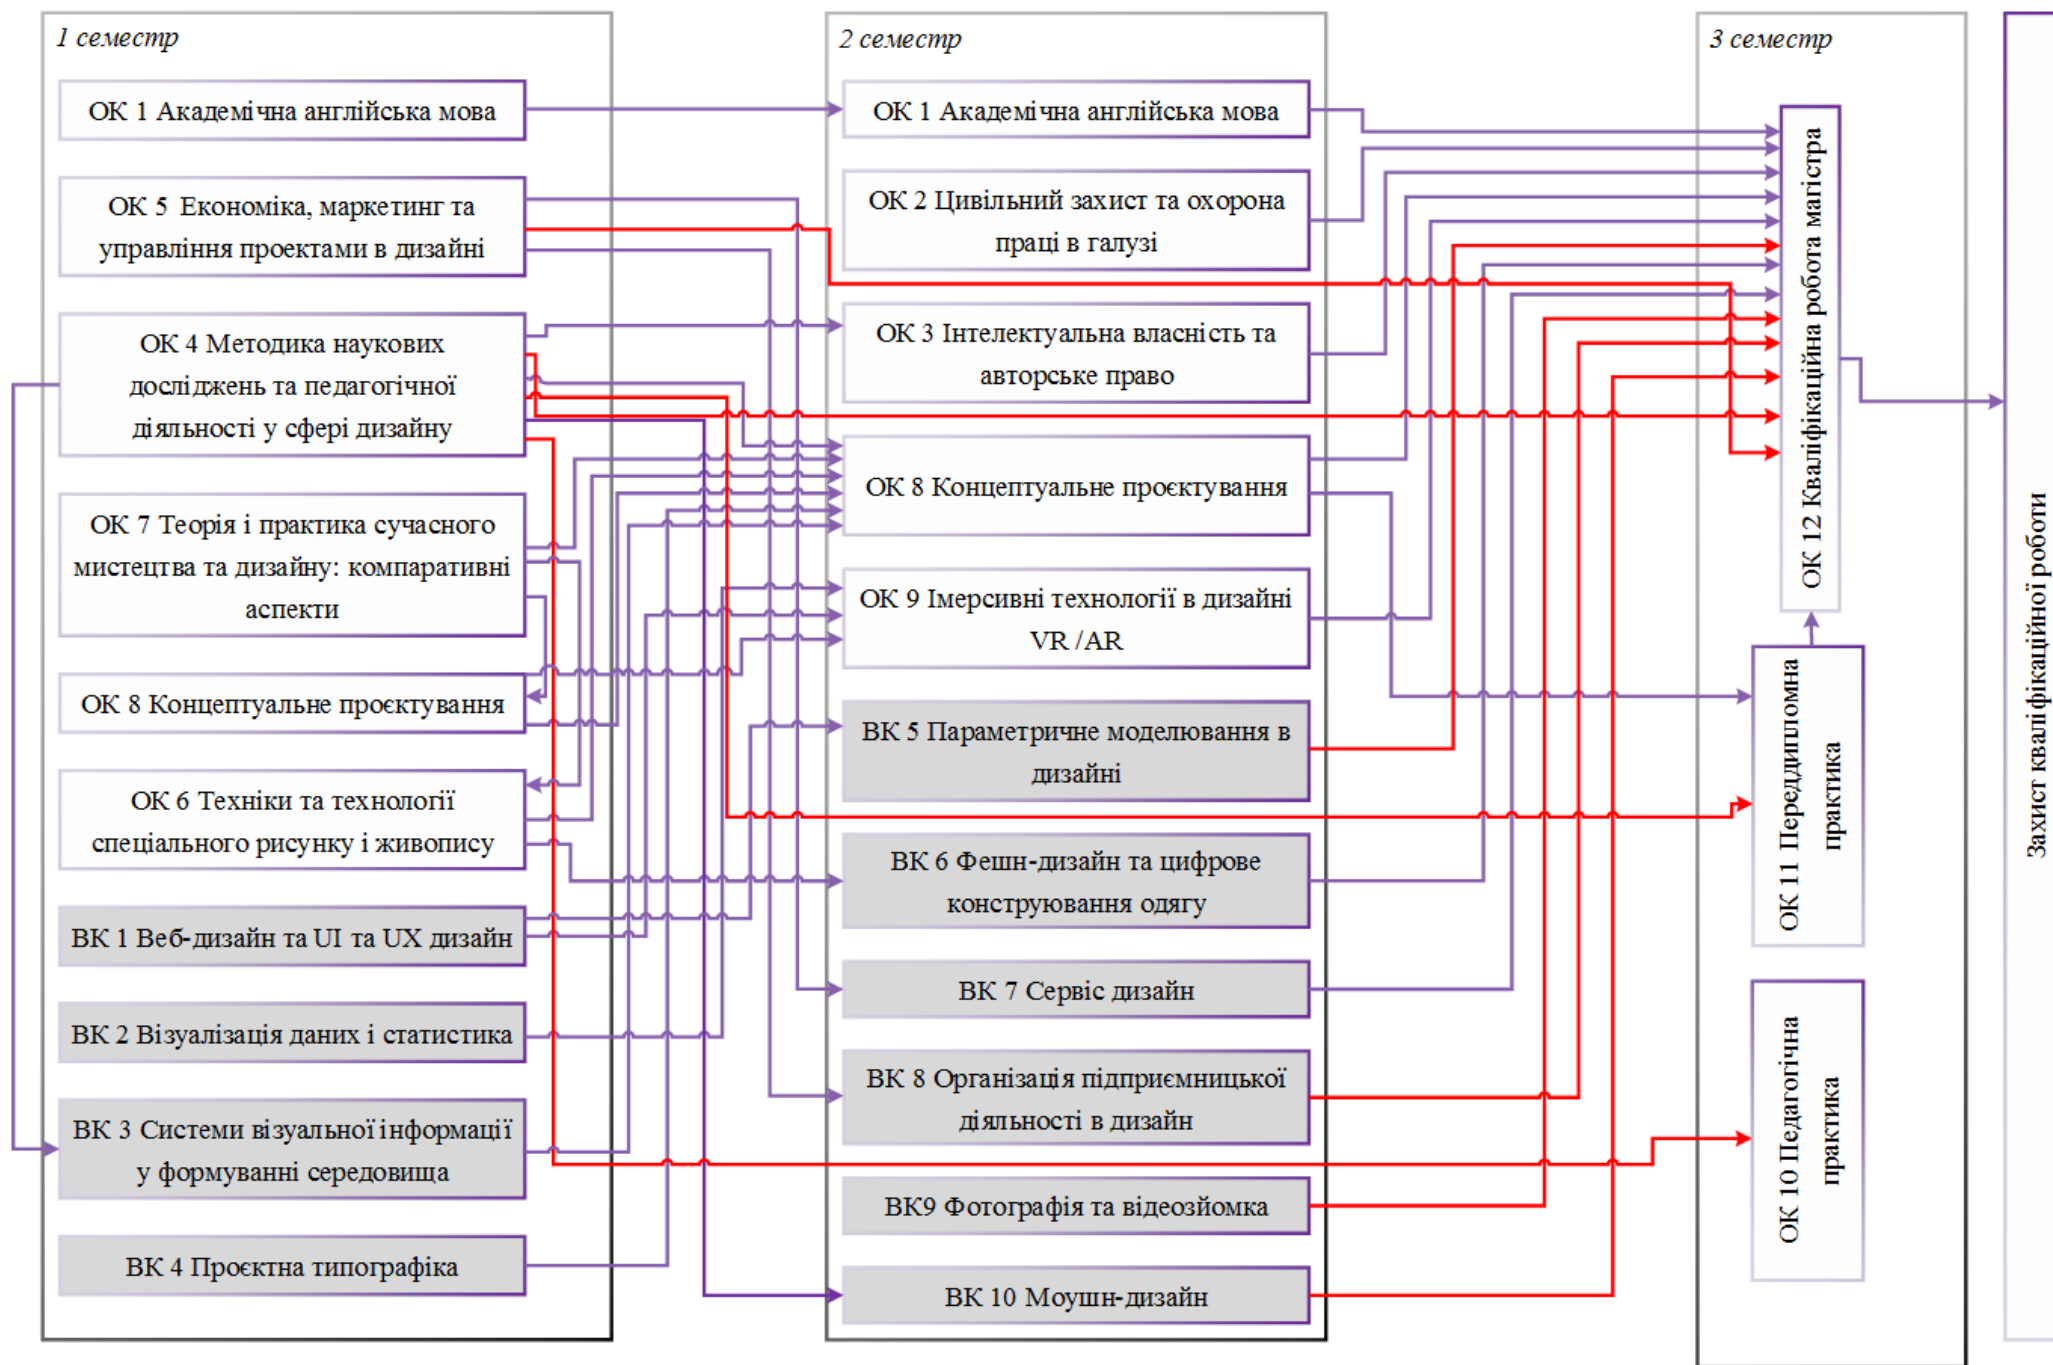 1 семестр
ОК 1 Академічна англійська мова
ОК 5 Економіка, маркетинг та
управління проектами в дизайні
ОК 4 Методика наукових
досліджень та педагогічної
діяльності у сфері дизайну
ОК 7 Теорія і практика сучасного
мистецтва та дизайну: компаративні
аспекти
ОК 8 Концептуальне проєктування
ОК 6 Техніки та технології
спеціального рисунку і живопису
ВК 1 Веб-дизайн та UI та UX дизайн
ВК 2 Візуалізація даних і статистика
ВК 3 Системи візуальної інформації
у формуванні середовища
ВК 4 Проєктна типографіка
2 семестр
ОК 1 Академічна англійська мова
ОК 2 Цивільний захист та охорона
праці в галузі
ОК 3 Інтелектуальна власність та
авторське право
ОК 8 Концептуальне проєктування
ОК 9 Імерсивні технології в дизайні
VR /AR
ВК 5 Параметричне моделювання в
дизайні
ВК 6 Фешн-дизайн та цифрове
конструювання одягу
ВК 7 Сервіс дизайн
ВК 8 Організація підприємницької
діяльності в дизайн
ВК9 Фотографія та відеозйомка
ВК 10 Моушн-дизайн
3 семестр
ОК 12 Кваліфікаційна робота магістра
ОК 11 Переддипломна
практика
ОК 10 Педагогічна
практика
Захист кваліфікаційної роботи